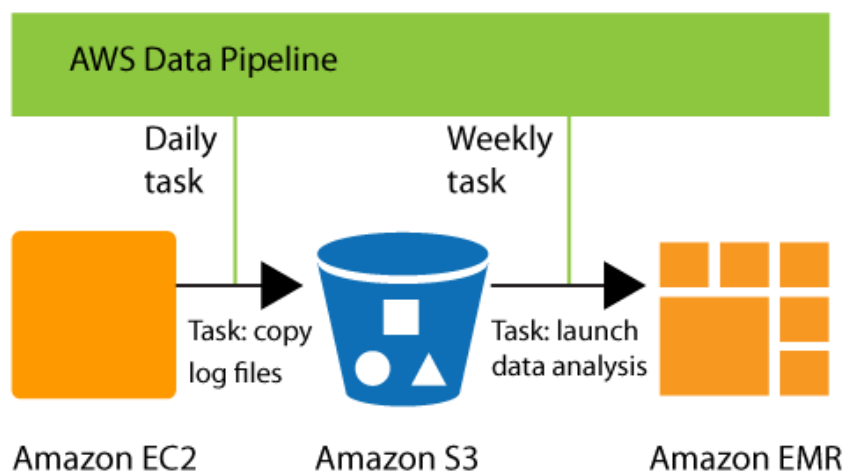 AWS Data Pipeline
Daily
task
Weekly
task
Task: copy
log files
Task: launch
data analysis
Amazon EC2
Amazon S3
Amazon EMR